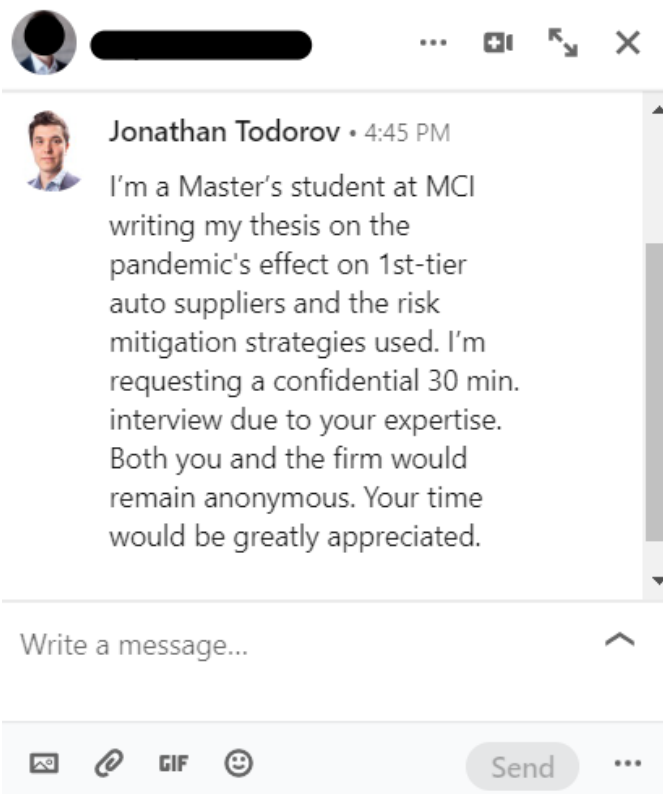 Jonathan Todorov • 4:45 PM
I’m a Master’s student at MCI
writing my thesis on the
pandemic's effect on 1st-tier
auto suppliers and the risk
mitigation strategies used. I’m
requesting a confidential 30 min.
interview due to your expertise.
Both you and the firm would
remain anonymous. Your time
would be greatly appreciated.
Write a message...
GIF
Send